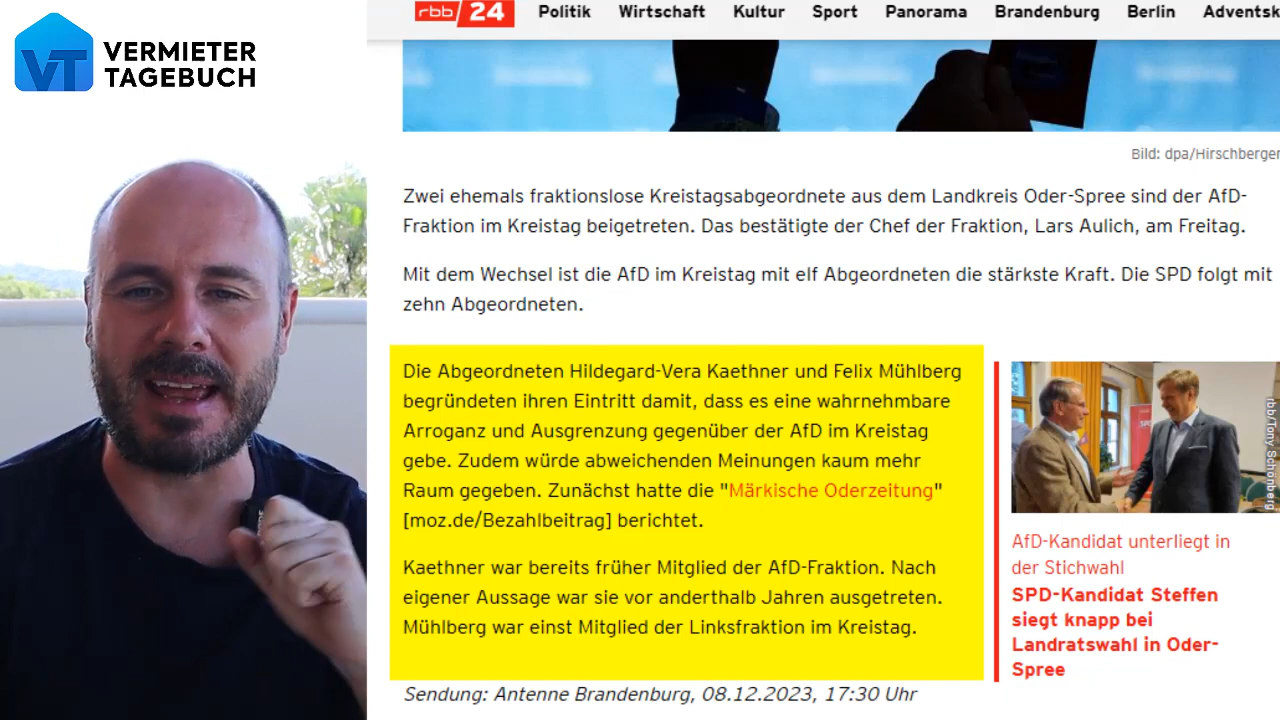 VERMIETER
TAGEBUCH
VT
rbb 24 Politik Wirtschaft Kultur Sport Panorama Brandenburg Berlin Adventsk
Bild: dpa/Hirschberger
Zwei ehemals fraktionslose Kreistagsabgeordnete aus dem Landkreis Oder-Spree sind der AfD-
Fraktion im Kreistag beigetreten. Das bestätigte der Chef der Fraktion, Lars Aulich, am Freitag.
Mit dem Wechsel ist die AfD im Kreistag mit elf Abgeordneten die stärkste Kraft. Die SPD folgt mit
zehn Abgeordneten.
Die Abgeordneten Hildegard-Vera Kaethner und Felix Mühlberg
begründeten ihren Eintritt damit, dass es eine wahrnehmbare
Arroganz und Ausgrenzung gegenüber der AfD im Kreistag
gebe. Zudem würde abweichenden Meinungen kaum mehr
Raum gegeben. Zunächst hatte die "Märkische Oderzeitung"
[moz.de/Bezahlbeitrag] berichtet.
Kaethner war bereits früher Mitglied der AfD-Fraktion. Nach
eigener Aussage war sie vor anderthalb Jahren ausgetreten.
Mühlberg war einst Mitglied der Linksfraktion im Kreistag.
Sendung: Antenne Brandenburg, 08.12.2023, 17:30 Uhr
rbb/Tony Schönberg
AfD-Kandidat unterliegt in
der Stichwahl
SPD-Kandidat Steffen
siegt knapp bei
Landratswahl in Oder-
Spree